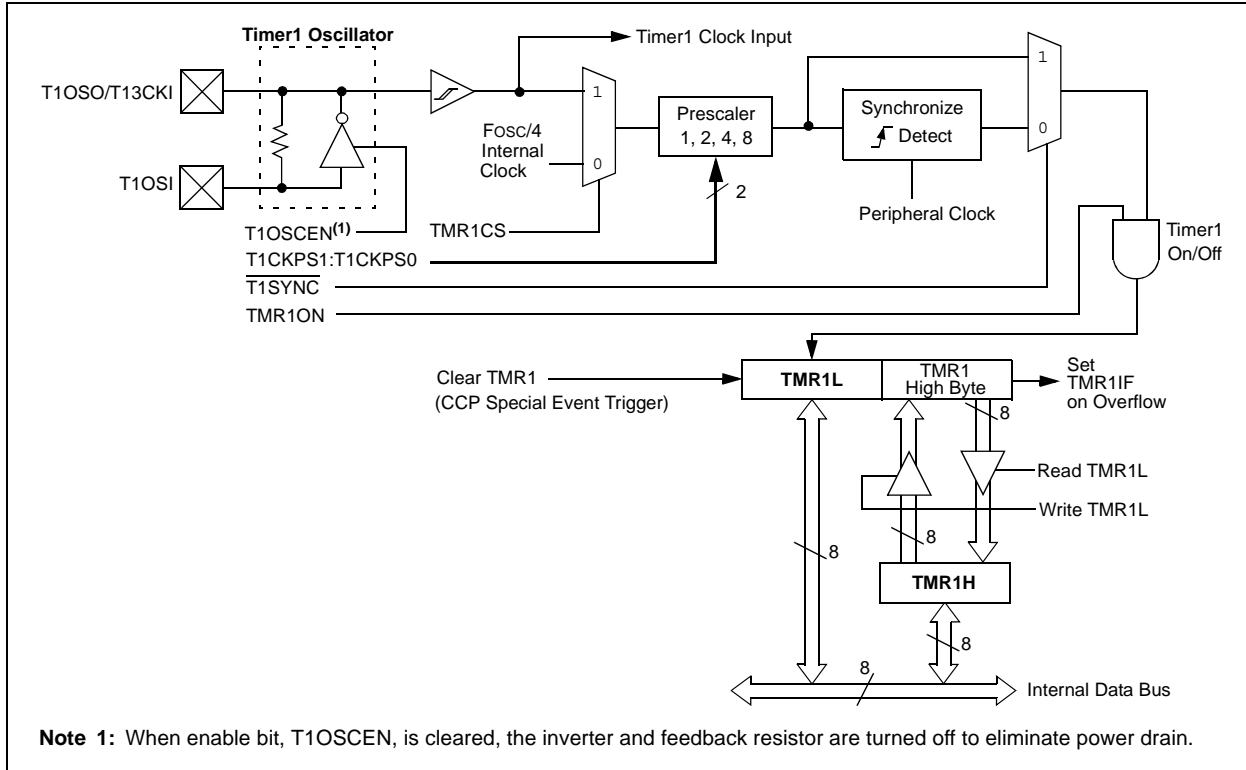 Timer1 Oscillator
Timer1 Clock Input
T1OSO/T13CKI
T1OSI
1
0
FOSC/4
Internal
Clock
Prescaler
1, 2, 4, 8
2
Synchronize
Detect
1
0
Peripheral Clock
T1OSCEN(1)
TMR1CS
T1CKPS1:T1CKPS0
T1SYNC
TMR1ON
Timer1
On/Off
Clear TMR1
(CCP Special Event Trigger)
TMR1L
TMR1
High Byte
Set
TMR1IF
on Overflow
8
Read TMR1L
Write TMR1L
8
8
TMR1H
8
8
Internal Data Bus
Note 1: When enable bit, T1OSCEN, is cleared, the inverter and feedback resistor are turned off to eliminate power drain.